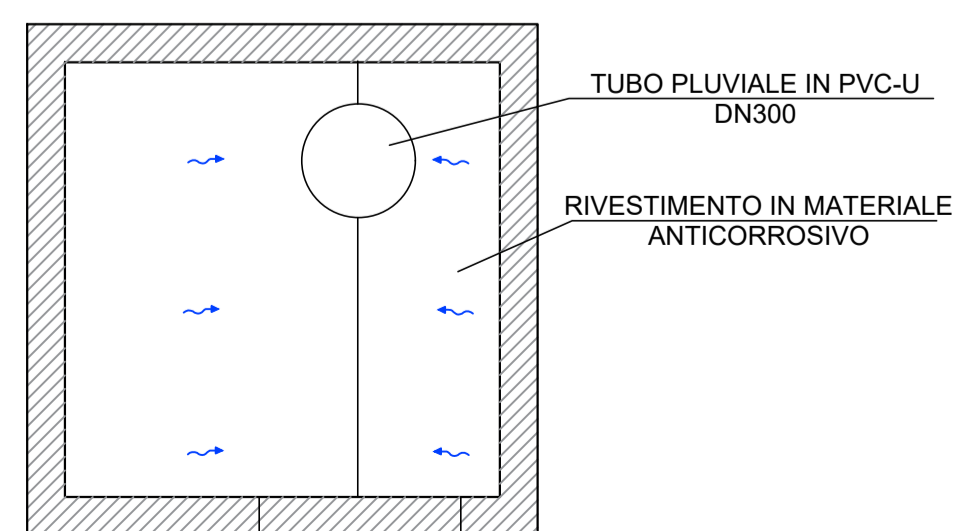 TUBO PLUVIALE IN PVC-U
DN300
RIVESTIMENTO IN MATERIALE
ANTICORROSIVO